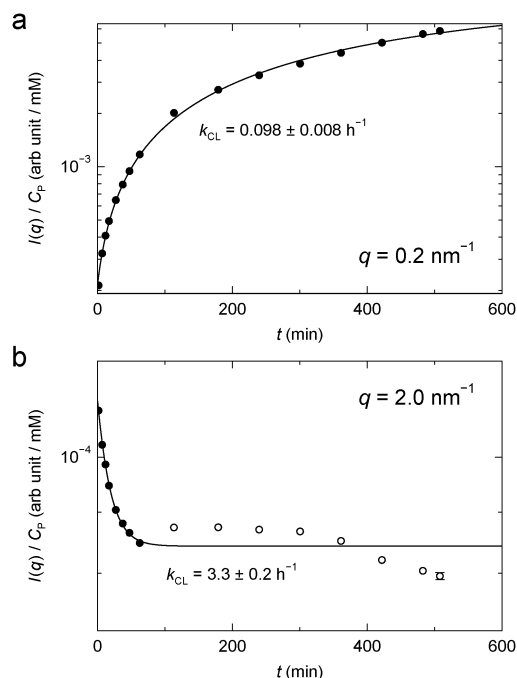 a
I(q) / C_P (arb unit / mM)
10⁻³
k_CL = 0.098 ± 0.008 h⁻¹
q = 0.2 nm⁻¹
0 200 400 600
t (min)
b
I(q) / C_P (arb unit / mM)
10⁻⁴
q = 2.0 nm⁻¹
k_CL = 3.3 ± 0.2 h⁻¹
0 200 400 600
t (min)